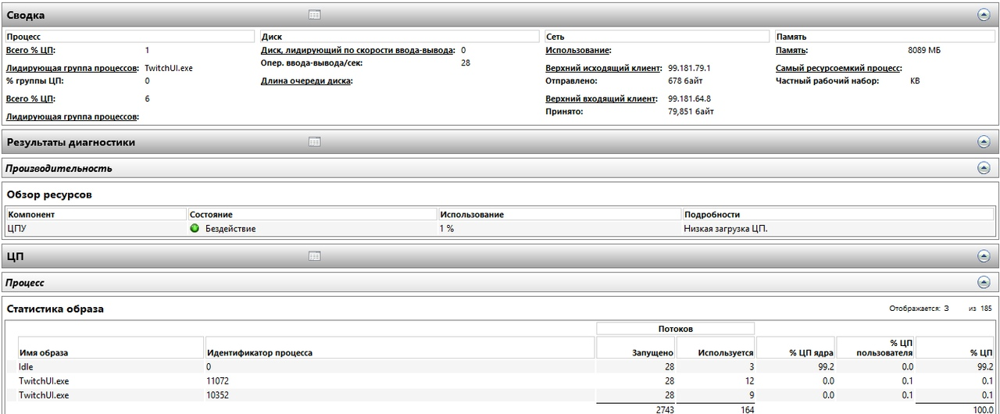 Сводка
Процесс Диск Сеть Память
Всего % ЦП: 1 Диск, лидирующий по скорости ввода-вывода: 0 Использование: Память: 8089 МБ
Опер. ввода-вывода/сек: 28
Лидирующая группа процессов: TwitchUI.exe Верхний исходящий клиент: 99.181.79.1 Самый ресурсоемкий процесс:
% группы ЦП: 0 Длина очереди диска: Отправлено: 678 байт Частный рабочий набор: KB
Всего % ЦП: 6 Верхний входящий клиент: 99.181.64.8
Принято: 79,851 байт
Лидирующая группа процессов:
Результаты диагностики
Производительность
Обзор ресурсов
Компонент Состояние Использование Подробности
ЦПУ Бездействие 1 % Низкая загрузка ЦП.
ЦП
Процесс
Статистика образа Отображается: 3 из 185
Потоков
Имя образа Идентификатор процесса Запущено Используется % ЦП ядра % ЦП пользователя % ЦП
Idle 0 28 3 99.2 0.0 99.2
TwitchUI.exe 11072 28 12 0.0 0.1 0.1
TwitchUI.exe 10352 28 9 0.0 0.1 0.1
2743 164 100.0